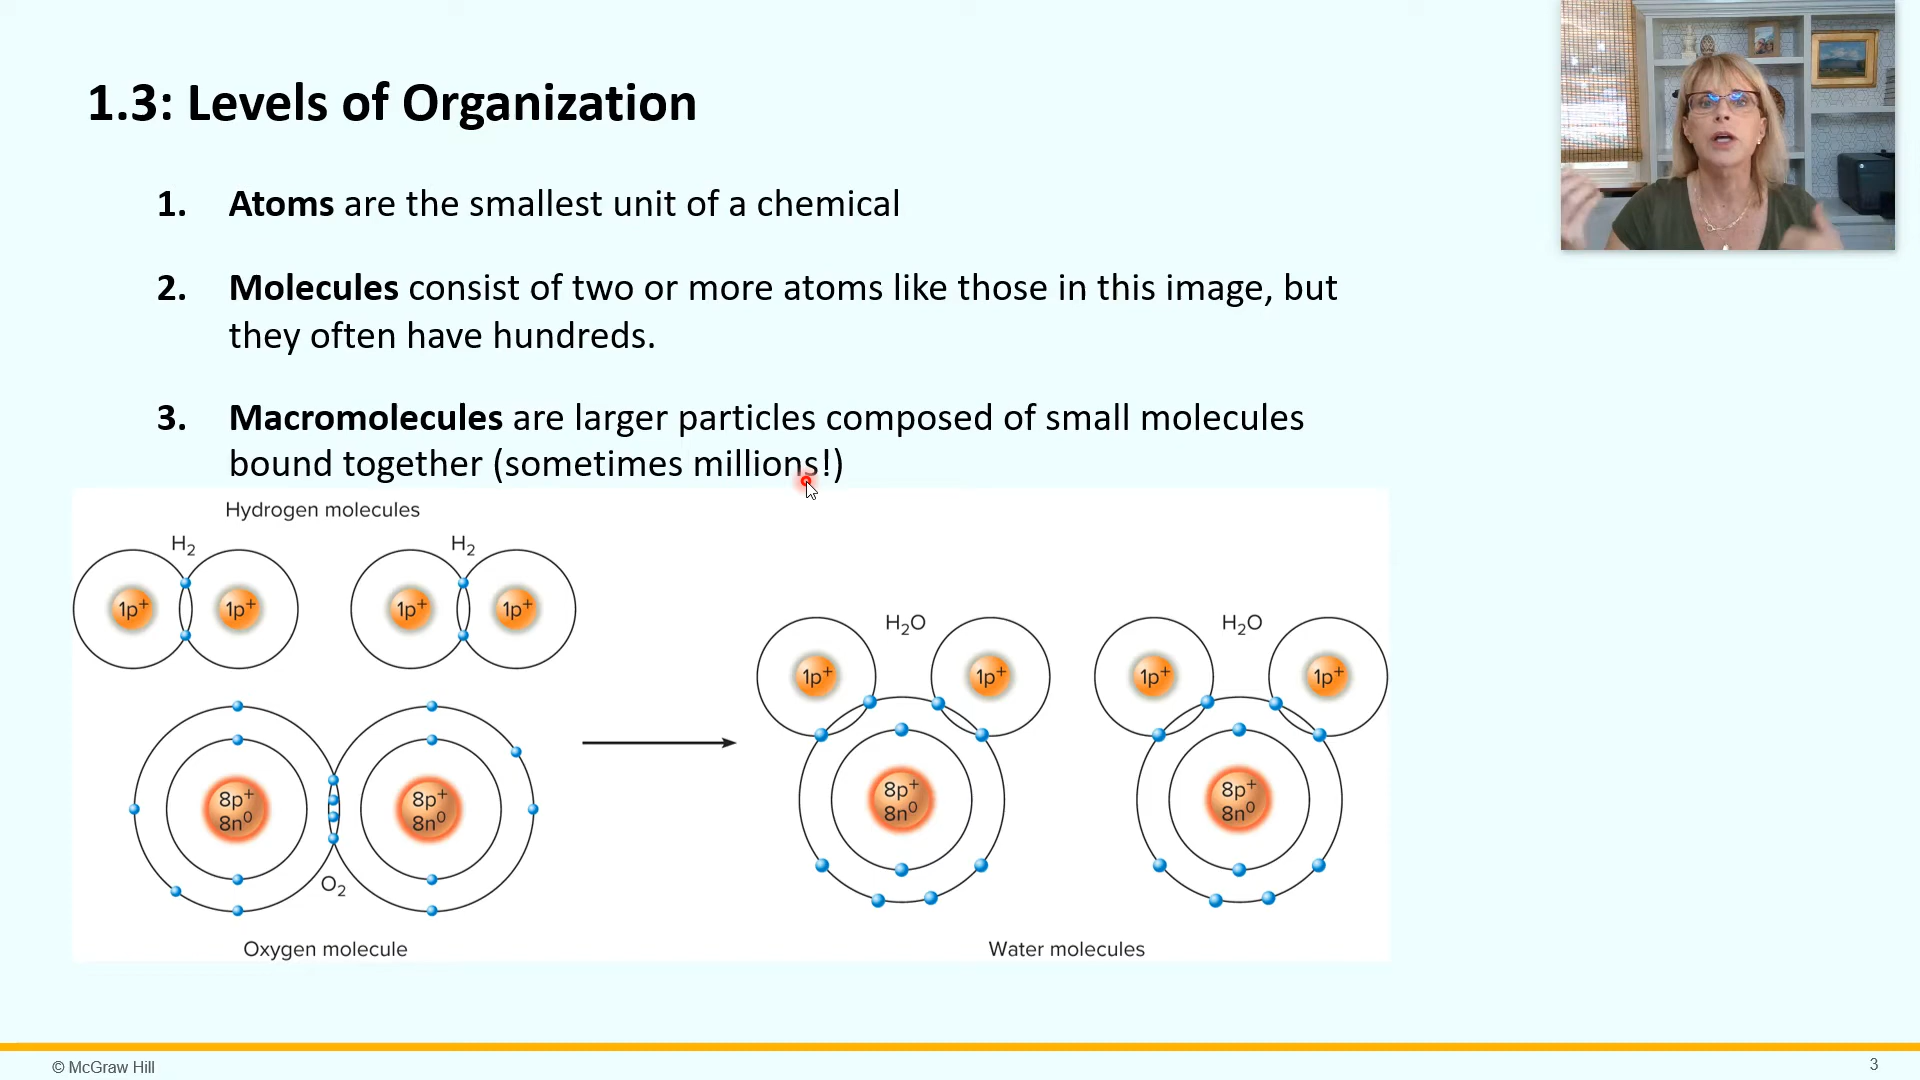 1.3: Levels of Organization
1. Atoms are the smallest unit of a chemical
2. Molecules consist of two or more atoms like those in this image, but
they often have hundreds.
3. Macromolecules are larger particles composed of small molecules
bound together (sometimes millions!)
Hydrogen molecules
H₂ H₂
1p⁺ 1p⁺ 1p⁺ 1p⁺
H₂O H₂O
1p⁺ 1p⁺ 1p⁺ 1p⁺
8p⁺ 8p⁺ 8p⁺ 8p⁺
8n⁰ 8n⁰ 8n⁰ 8n⁰
O₂
Oxygen molecule Water molecules
© McGraw Hill 3